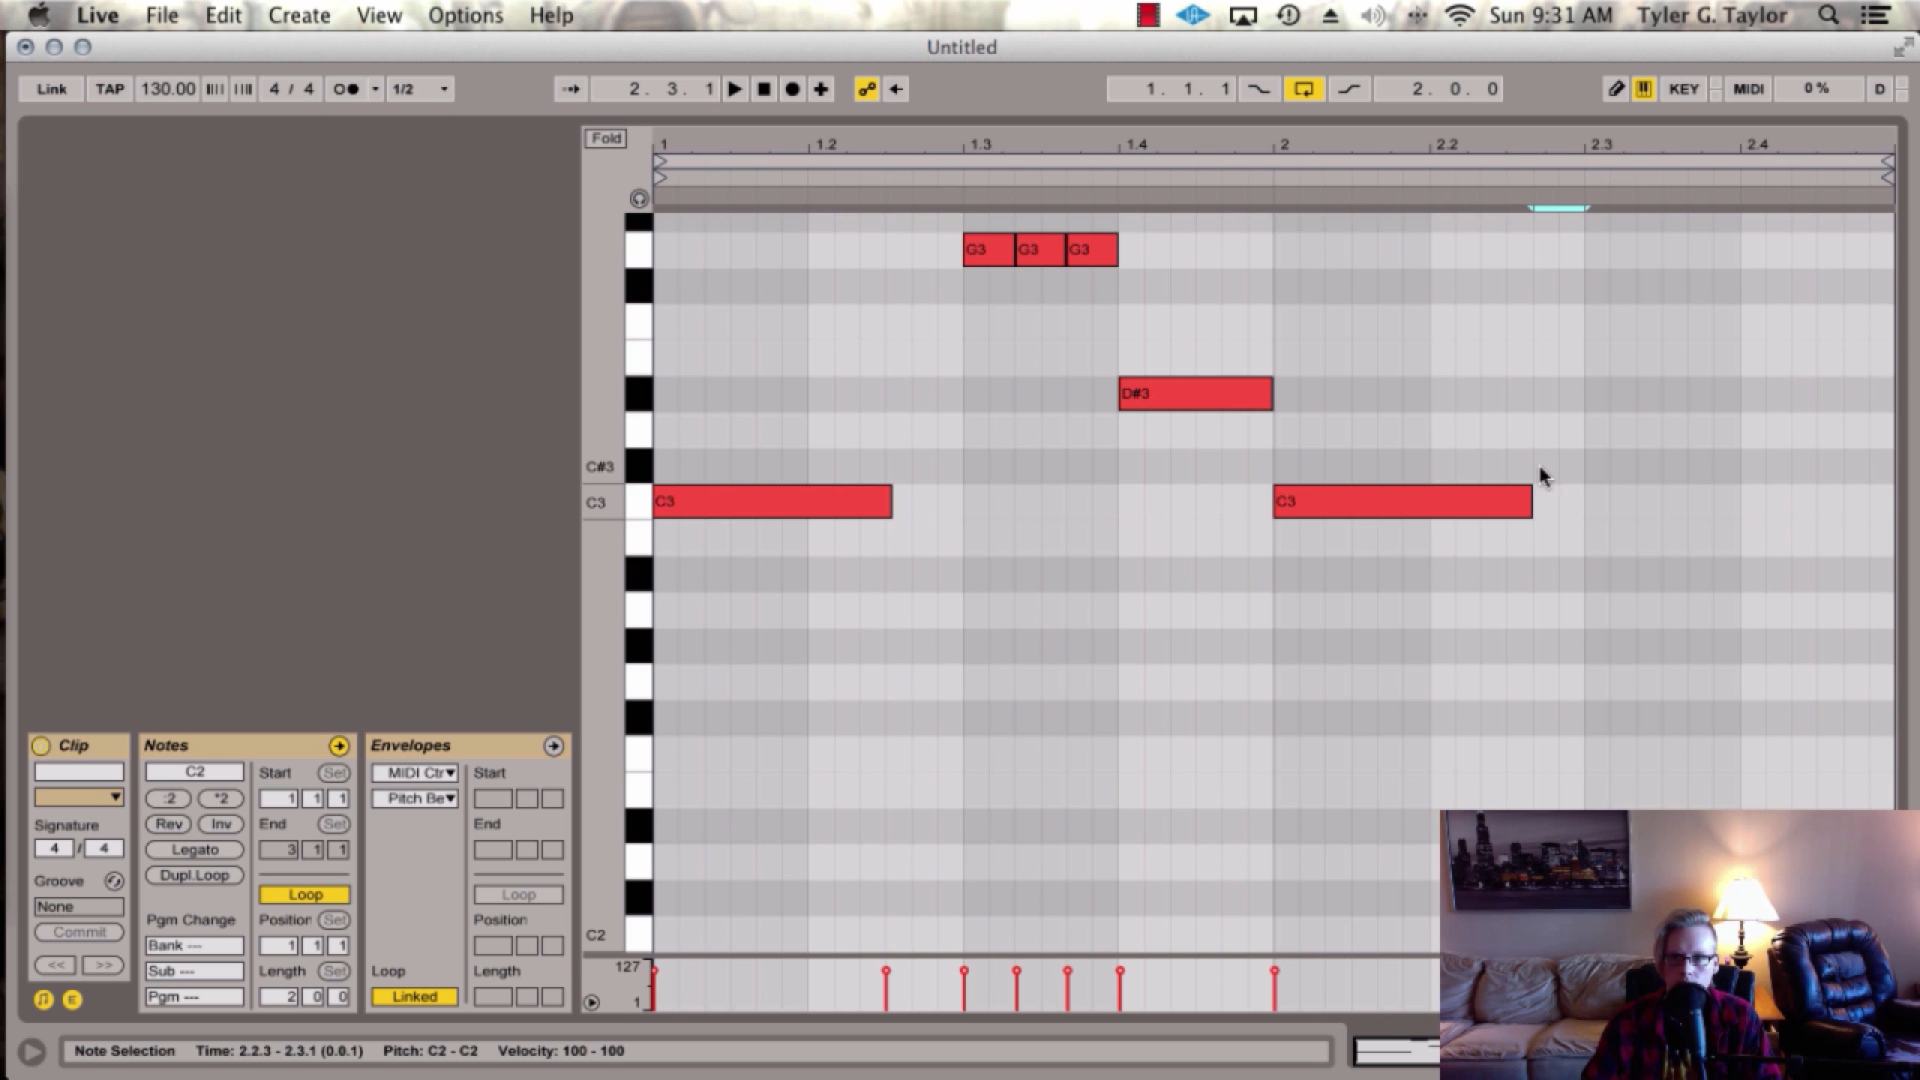 Live File Edit Create View Options Help Sun 9:31 AM Tyler G. Taylor
Untitled
Link TAP 130.00 4 / 4 1/2 2. 3. 1 1. 1. 1 2. 0. 0 KEY MIDI 0 % D
Fold 1 1.2 1.3 1.4 2 2.2 2.3 2.4
G3 G3 G3
D#3
C#3
C3 C3 C3
C2
127
1
Clip
Signature
4 / 4
Groove
None
Commit
<< >>
E
Notes
C2
:2 *2
Rev Inv
Legato
Dupl.Loop
Pgm Change
Bank ---
Sub ---
Pgm ---
Start Set
1 1 1
End Set
3 1 1
Loop
Position Set
1 1 1
Length Set
2 0 0
Envelopes
MIDI Ctr
Pitch Be
Loop
Linked
Start
End
Loop
Position
Length
Note Selection Time: 2.2.3 - 2.3.1 (0.0.1) Pitch: C2 - C2 Velocity: 100 - 100